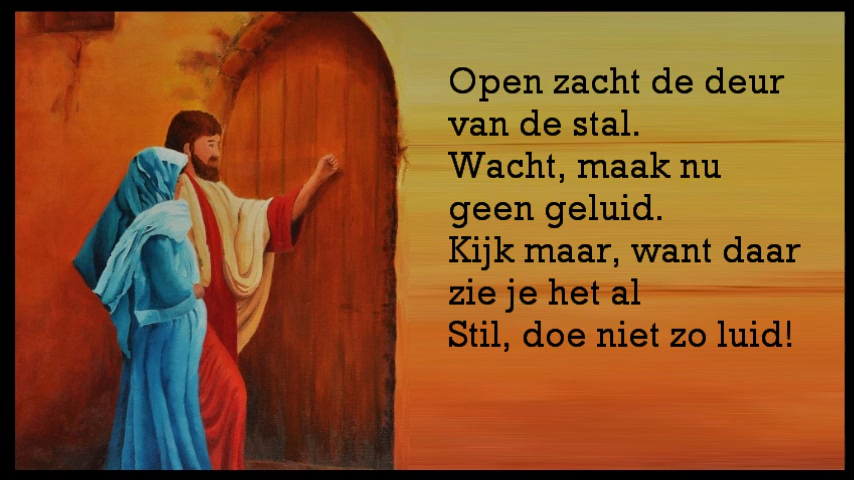 Open zacht de deur
van de stal.
Wacht, maak nu
geen geluid.
Kijk maar, want daar
zie je het al
Stil, doe niet zo luid!